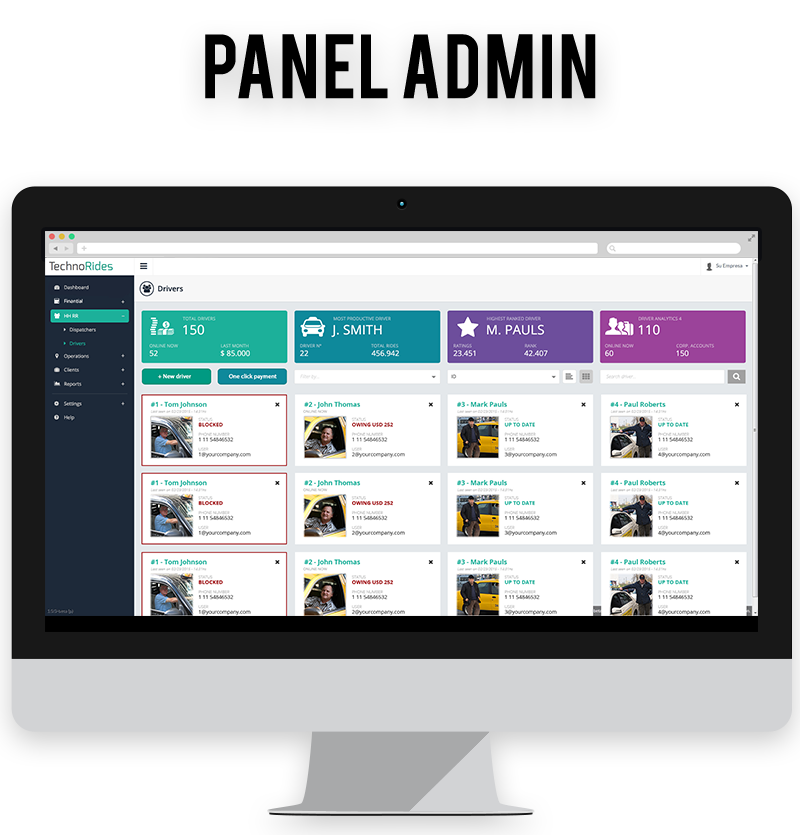 PANEL ADMIN
TechnoRides
Su Empresa
Dashboard
Finantial
HH RR
Dispatchers
Drivers
Operations
Clients
Reports
Settings
Help
Drivers
TOTAL DRIVERS
150
ONLINE NOW
52
LAST MONTH
$ 85.000
MOST PRODUCTIVE DRIVER
J. SMITH
DRIVER Nº
22
TOTAL RIDES
456.942
HIGHEST RANKED DRIVER
M. PAULS
RATINGS
23.451
RANK
42.407
DRIVER ANALYTICS 4
110
ONLINE NOW
60
CORP. ACCOUNTS
150
+ New driver
One click payment
Filter by...
ID
Search driver...
#1 - Tom Johnson
STATUS
BLOCKED
PHONE NUMBER
1 11 54846532
USER
1@yourcompany.com
#2 - John Thomas
ONLINE NOW
STATUS
OWING USD 252
PHONE NUMBER
1 11 54846532
USER
2@yourcompany.com
#3 - Mark Pauls
STATUS
UP TO DATE
PHONE NUMBER
1 11 54846532
USER
3@yourcompany.com
#4 - Paul Roberts
STATUS
UP TO DATE
PHONE NUMBER
1 11 54846532
USER
4@yourcompany.com
#1 - Tom Johnson
STATUS
BLOCKED
PHONE NUMBER
1 11 54846532
USER
1@yourcompany.com
#2 - John Thomas
ONLINE NOW
STATUS
OWING USD 252
PHONE NUMBER
1 11 54846532
USER
2@yourcompany.com
#3 - Mark Pauls
STATUS
UP TO DATE
PHONE NUMBER
1 11 54846532
USER
3@yourcompany.com
#4 - Paul Roberts
STATUS
UP TO DATE
PHONE NUMBER
1 11 54846532
USER
4@yourcompany.com
#1 - Tom Johnson
STATUS
BLOCKED
PHONE NUMBER
1 11 54846532
USER
1@yourcompany.com
#2 - John Thomas
ONLINE NOW
STATUS
OWING USD 252
PHONE NUMBER
1 11 54846532
USER
2@yourcompany.com
#3 - Mark Pauls
STATUS
UP TO DATE
PHONE NUMBER
1 11 54846532
USER
3@yourcompany.com
#4 - Paul Roberts
STATUS
UP TO DATE
PHONE NUMBER
1 11 54846532
USER
4@yourcompany.com